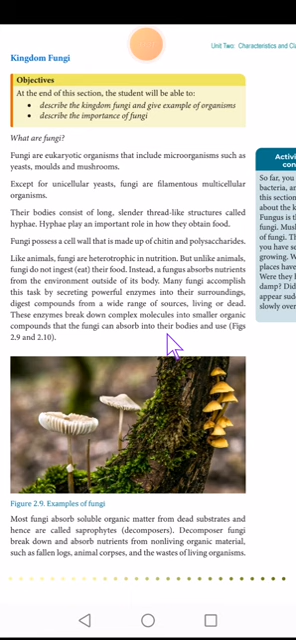 Unit Two: Characteristics and Cla
Kingdom Fungi
Objectives
At the end of this section, the student will be able to:
• describe the kingdom fungi and give example of organisms
• describe the importance of fungi
What are fungi?
Fungi are eukaryotic organisms that include microorganisms such as
yeasts, moulds and mushrooms.
Except for unicellular yeasts, fungi are filamentous multicellular
organisms.
Their bodies consist of long, slender thread-like structures called
hyphae. Hyphae play an important role in how they obtain food.
Fungi possess a cell wall that is made up of chitin and polysaccharides.
Like animals, fungi are heterotrophic in nutrition. But unlike animals,
fungi do not ingest (eat) their food. Instead, a fungus absorbs nutrients
from the environment outside of its body. Many fungi accomplish
this task by secreting powerful enzymes into their surroundings,
digest compounds from a wide range of sources, living or dead.
These enzymes break down complex molecules into smaller organic
compounds that the fungi can absorb into their bodies and use (Figs
2.9 and 2.10).
Figure 2.9. Examples of fungi
Most fungi absorb soluble organic matter from dead substrates and
hence are called saprophytes (decomposers). Decomposer fungi
break down and absorb nutrients from nonliving organic material,
such as fallen logs, animal corpses, and the wastes of living organisms.
Activi
con
So far, you
bacteria, an
this section
about the k
Fungus is th
fungi. Mush
of fungi. Th
you have s
growing. W
places have
Were they
damp? Did
appear sud
slowly over